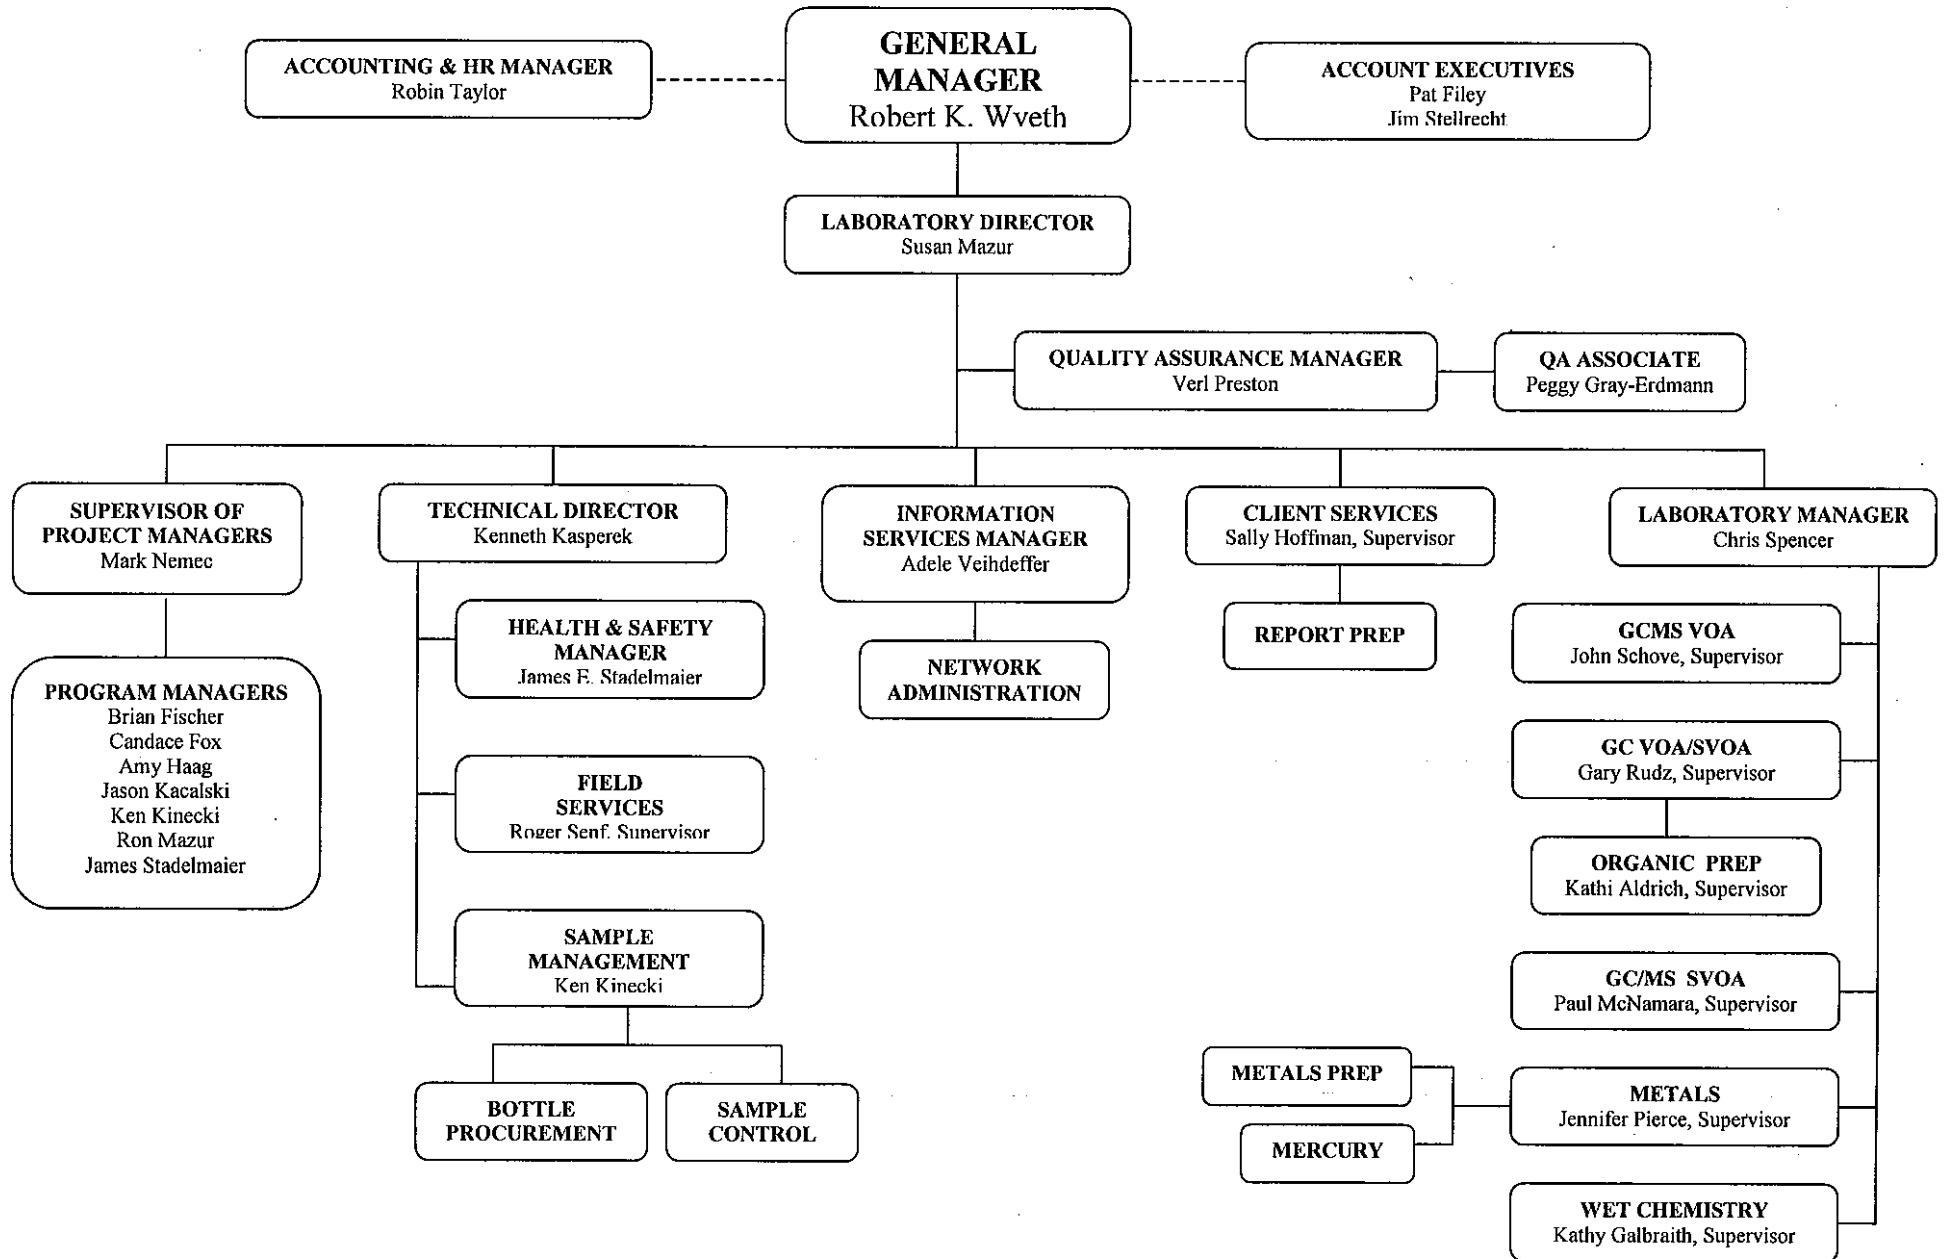 ACCOUNTING & HR MANAGER
Robin Taylor
GENERAL
MANAGER
Robert K. Wveth
ACCOUNT EXECUTIVES
Pat Filey
Jim Stellrecht
LABORATORY DIRECTOR
Susan Mazur
QUALITY ASSURANCE MANAGER
Verl Preston
QA ASSOCIATE
Peggy Gray-Erdmann
SUPERVISOR OF
PROJECT MANAGERS
Mark Nemec
PROGRAM MANAGERS
Brian Fischer
Candace Fox
Amy Haag
Jason Kacalski
Ken Kinecki
Ron Mazur
James Stadelmaier
TECHNICAL DIRECTOR
Kenneth Kasperek
HEALTH & SAFETY
MANAGER
James E. Stadelmaier
FIELD
SERVICES
Roger Senf, Supervisor
SAMPLE
MANAGEMENT
Ken Kinecki
BOTTLE
PROCUREMENT
SAMPLE
CONTROL
INFORMATION
SERVICES MANAGER
Adele Veihdeffer
NETWORK
ADMINISTRATION
CLIENT SERVICES
Sally Hoffman, Supervisor
REPORT PREP
LABORATORY MANAGER
Chris Spencer
GCMS VOA
John Schove, Supervisor
GC VOA/SVOA
Gary Rudz, Supervisor
ORGANIC PREP
Kathi Aldrich, Supervisor
GC/MS SVOA
Paul McNamara, Supervisor
METALS PREP
MERCURY
METALS
Jennifer Pierce, Supervisor
WET CHEMISTRY
Kathy Galbraith, Supervisor